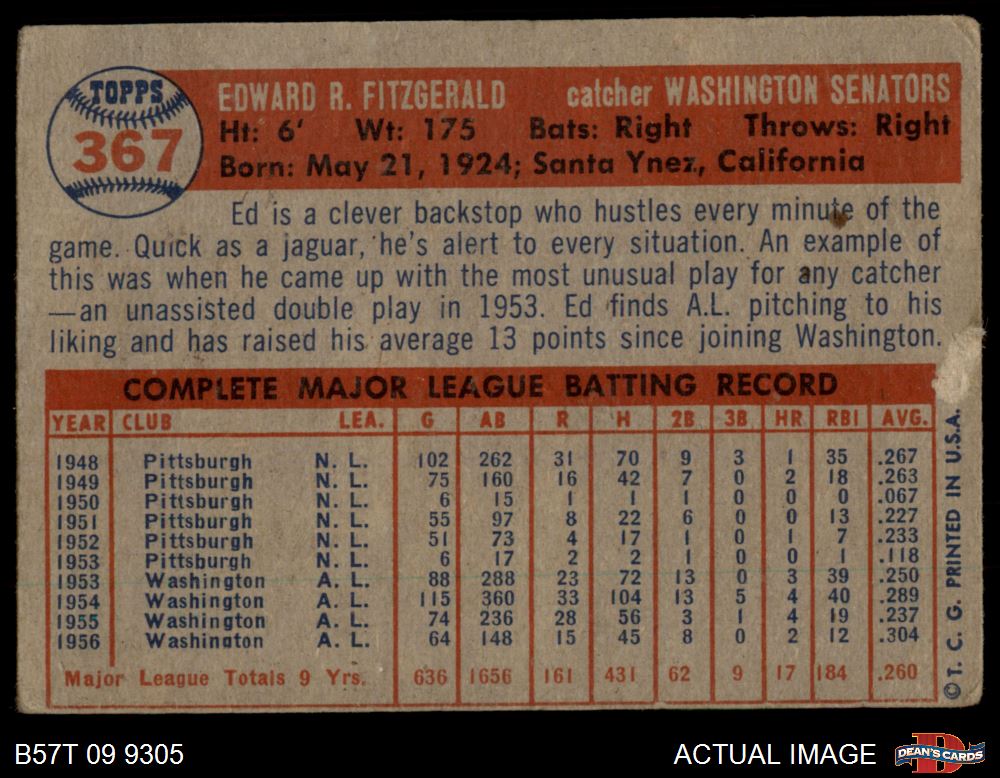 TOPPS
367
EDWARD R. FITZGERALD catcher WASHINGTON SENATORS
Ht: 6' Wt: 175 Bats: Right Throws: Right
Born: May 21, 1924; Santa Ynez, California
Ed is a clever backstop who hustles every minute of the
game. Quick as a jaguar, he's alert to every situation. An example of
this was when he came up with the most unusual play for any catcher
—an unassisted double play in 1953. Ed finds A.L. pitching to his
liking and has raised his average 13 points since joining Washington.
COMPLETE MAJOR LEAGUE BATTING RECORD
YEAR CLUB LEA. G AB R H 2B 3B HR RBI AVG.
1948 Pittsburgh N. L. 102 262 31 70 9 3 1 35 .267
1949 Pittsburgh N. L. 75 160 16 42 7 0 2 18 .263
1950 Pittsburgh N. L. 6 15 1 1 1 0 0 0 .067
1951 Pittsburgh N. L. 55 97 8 22 6 0 0 13 .227
1952 Pittsburgh N. L. 51 73 4 17 1 0 1 7 .233
1953 Pittsburgh N. L. 6 17 2 2 1 0 0 1 .118
1953 Washington A. L. 88 288 23 72 13 0 3 39 .250
1954 Washington A. L. 115 360 33 104 13 5 4 40 .289
1955 Washington A. L. 74 236 28 56 3 1 4 19 .237
1956 Washington A. L. 64 148 15 45 8 0 2 12 .304
Major League Totals 9 Yrs. 636 1656 161 431 62 9 17 184 .260
© T. C. G. PRINTED IN U.S.A.
B57T 09 9305 ACTUAL IMAGE DEAN'S CARDS